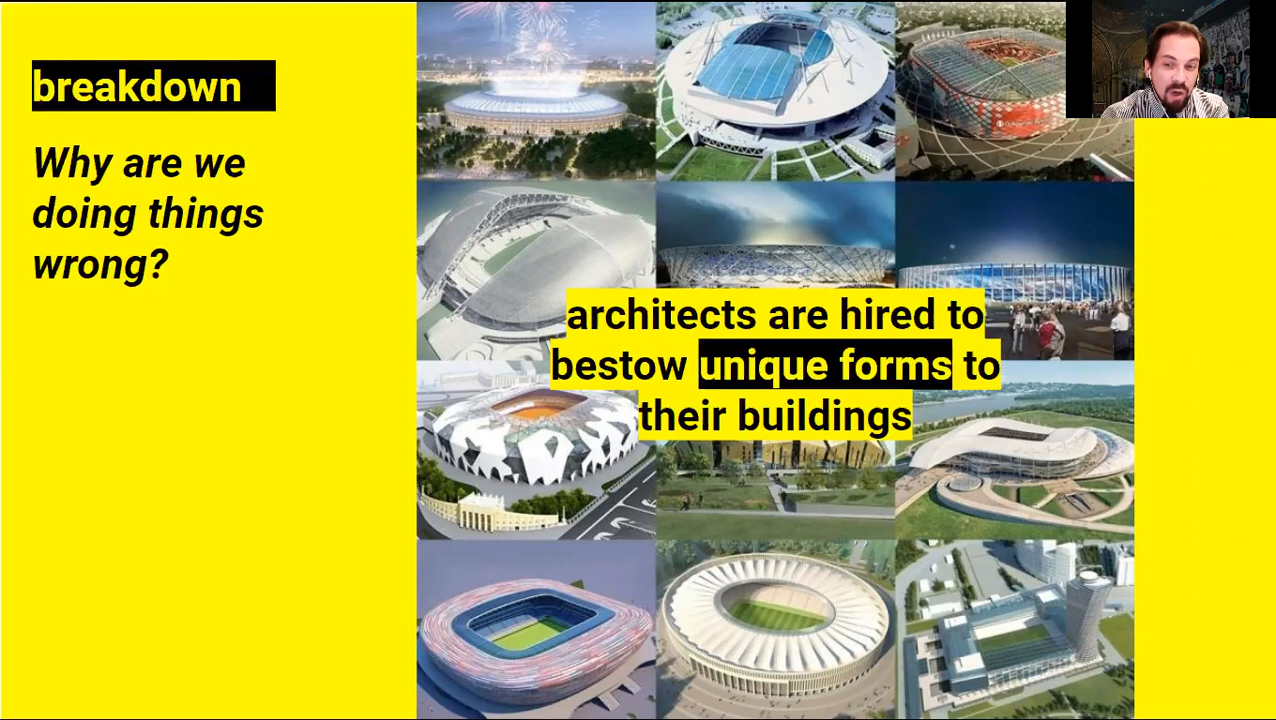 breakdown
Why are we
doing things
wrong?
architects are hired to
bestow unique forms to
their buildings